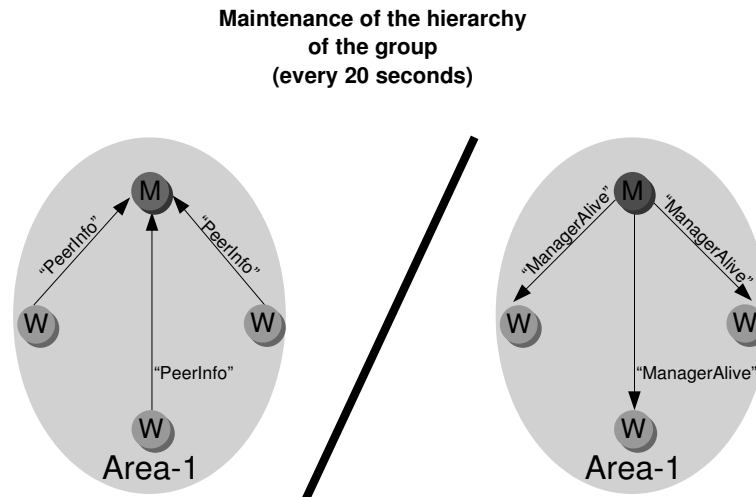 Maintenance of the hierarchy
of the group
(every 20 seconds)
M
“PeerInfo”
“PeerInfo”
W
W
“PeerInfo”
W
Area-1
M
“ManagerAlive”
“ManagerAlive”
W
W
“ManagerAlive”
W
Area-1